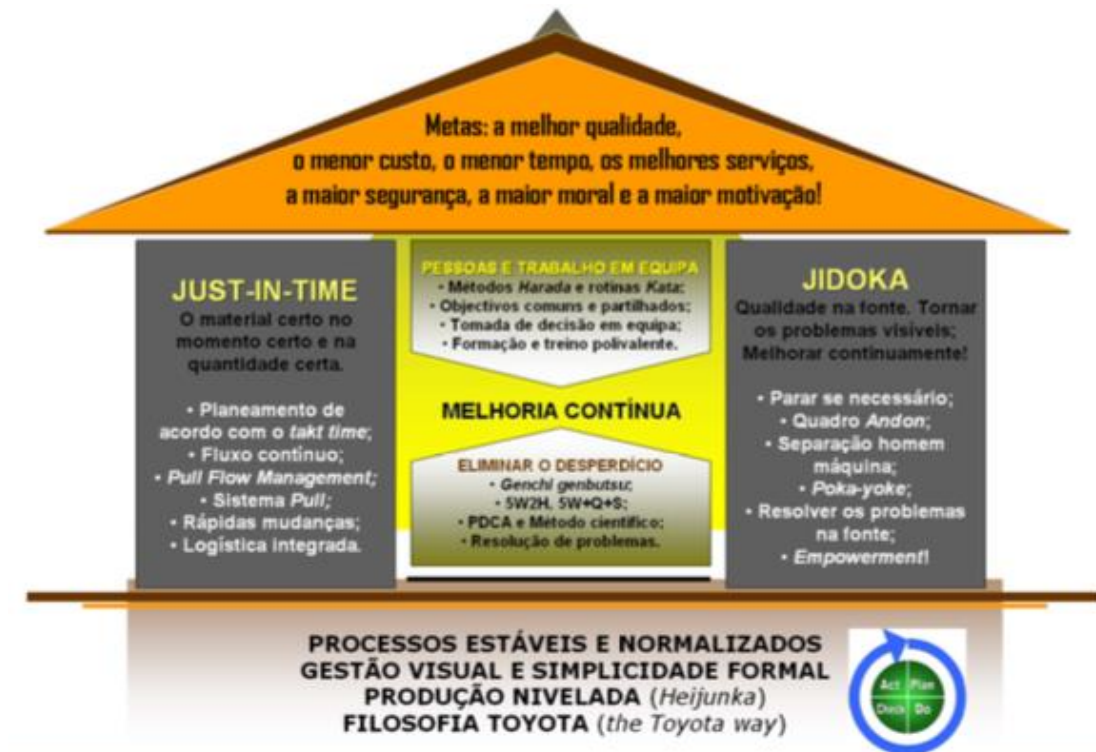 Metas: a melhor qualidade,
o menor custo, o menor tempo, os melhores serviços,
a maior segurança, a maior moral e a maior motivação!
JUST-IN-TIME
O material certo no
momento certo e na
quantidade certa.
• Planeamento de
acordo com o takt time;
• Fluxo contínuo;
• Pull Flow Management;
• Sistema Pull;
• Rápidas mudanças;
• Logística integrada.
PESSOAS E TRABALHO EM EQUIPA
• Métodos Harada e rotinas Kata;
• Objectivos comuns e partilhados;
• Tomada de decisão em equipa;
• Formação e treino polivalente.
MELHORIA CONTÍNUA
ELIMINAR O DESPERDÍCIO
• Genchi genbutsu;
• 5W2H, 5W+Q+S;
• PDCA e Método científico;
• Resolução de problemas.
JIDOKA
Qualidade na fonte. Tornar
os problemas visíveis;
Melhorar continuamente!
• Parar se necessário;
• Quadro Andon;
• Separação homem
máquina;
• Poka-yoke;
• Resolver os problemas
na fonte;
• Empowerment!
PROCESSOS ESTÁVEIS E NORMALIZADOS
GESTÃO VISUAL E SIMPLICIDADE FORMAL
PRODUÇÃO NIVELADA (Heijunka)
FILOSOFIA TOYOTA (the Toyota way)
Act Plan
Check Do